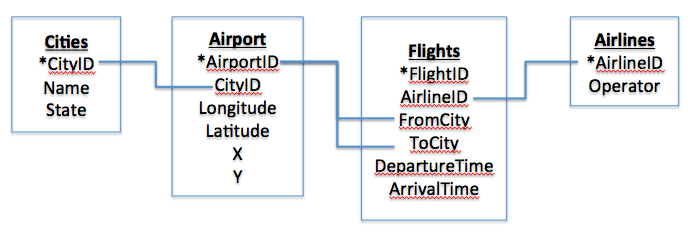 Cities
*CityID
Name
State
Airport
*AirportID
CityID
Longitude
Latitude
X
Y
Flights
*FlightID
AirlineID
FromCity
ToCity
DepartureTime
ArrivalTime
Airlines
*AirlineID
Operator